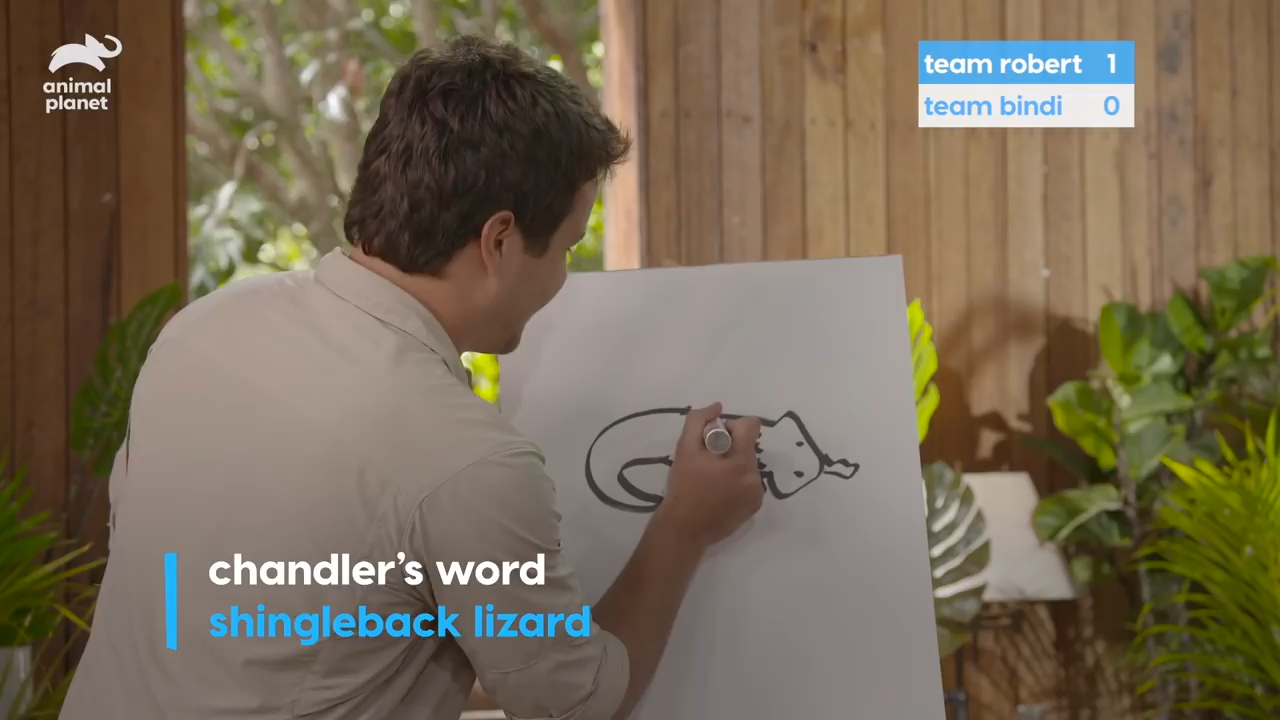 animal
planet
team robert 1
team bindi 0
chandler's word
shingleback lizard